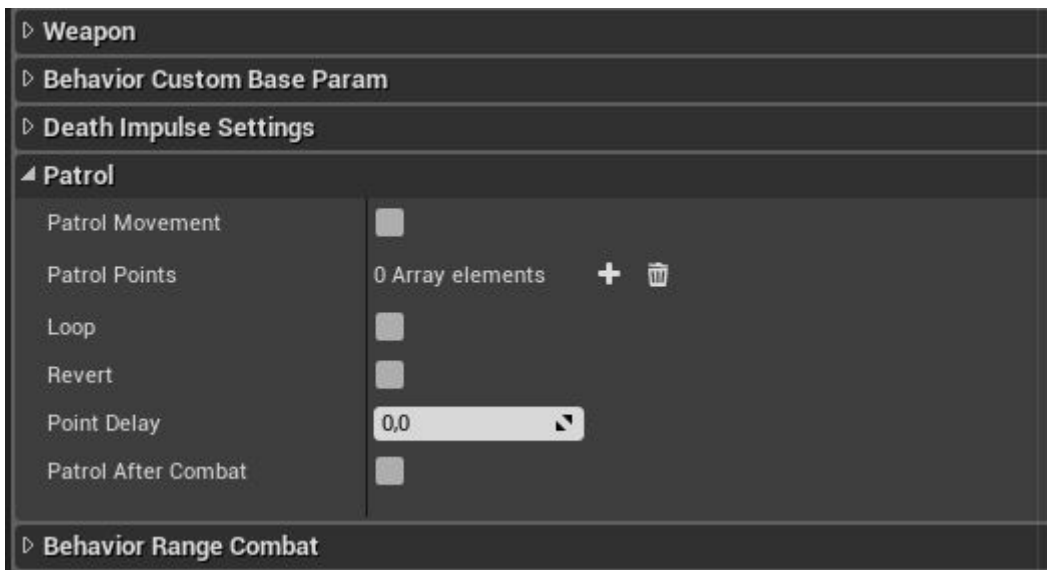 Weapon
Behavior Custom Base Param
Death Impulse Settings
Patrol
Patrol Movement
Patrol Points 0 Array elements
Loop
Revert
Point Delay 0,0
Patrol After Combat
Behavior Range Combat